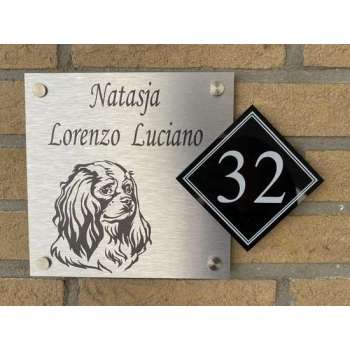 Natasja
Lorenzo Luciano
32